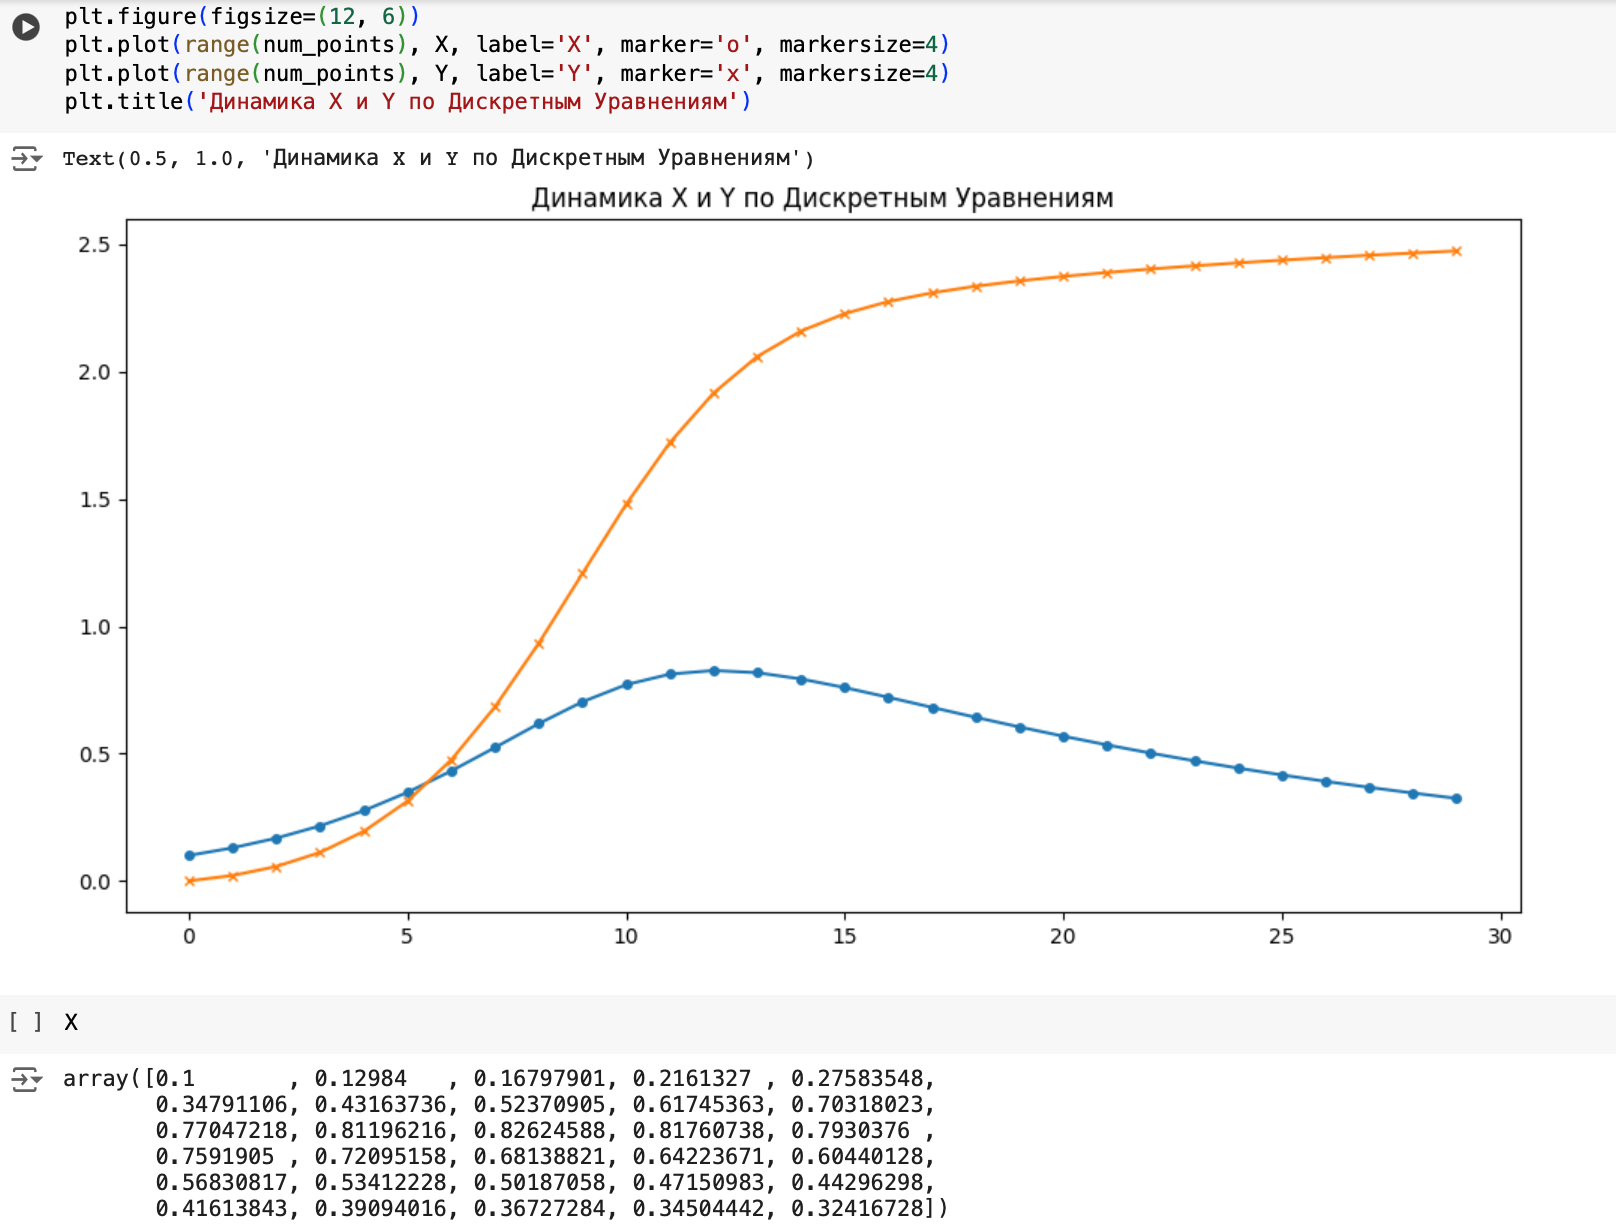 plt.figure(figsize=(12, 6))
plt.plot(range(num_points), X, label='X', marker='o', markersize=4)
plt.plot(range(num_points), Y, label='Y', marker='x', markersize=4)
plt.title('Динамика X и Y по Дискретным Уравнениям')
Text(0.5, 1.0, 'Динамика X и Y по Дискретным Уравнениям')
Динамика X и Y по Дискретным Уравнениям
2.5
2.0
1.5
1.0
0.5
0.0
0 5 10 15 20 25 30
[ ] X
array([0.1       , 0.12984   , 0.16797901, 0.2161327 , 0.27583548,
0.34791106, 0.43163736, 0.52370905, 0.61745363, 0.70318023,
0.77047218, 0.81196216, 0.82624588, 0.81760738, 0.7930376 ,
0.7591905 , 0.72095158, 0.68138821, 0.64223671, 0.60440128,
0.56830817, 0.53412228, 0.50187058, 0.47150983, 0.44296298,
0.41613843, 0.39094016, 0.36727284, 0.34504442, 0.32416728])